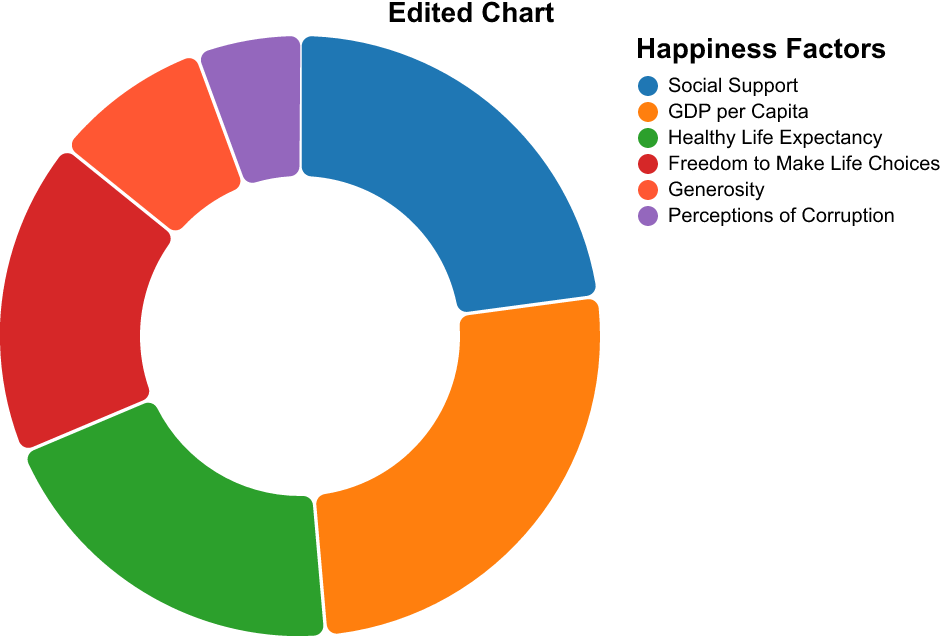 Edited Chart
Happiness Factors
Social Support
GDP per Capita
Healthy Life Expectancy
Freedom to Make Life Choices
Generosity
Perceptions of Corruption